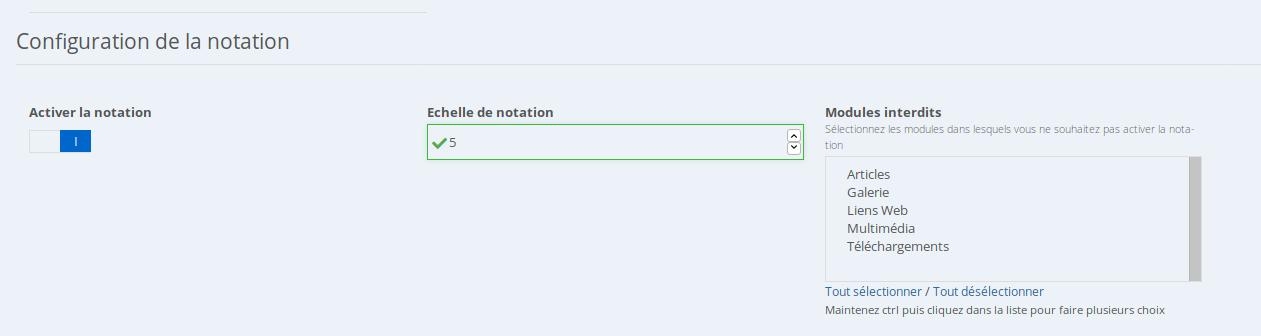 Configuration de la notation
Activer la notation
I
Echelle de notation
5
Modules interdits
Sélectionnez les modules dans lesquels vous ne souhaitez pas activer la nota-
tion
Articles
Galerie
Liens Web
Multimédia
Téléchargements
Tout sélectionner / Tout désélectionner
Maintenez ctrl puis cliquez dans la liste pour faire plusieurs choix